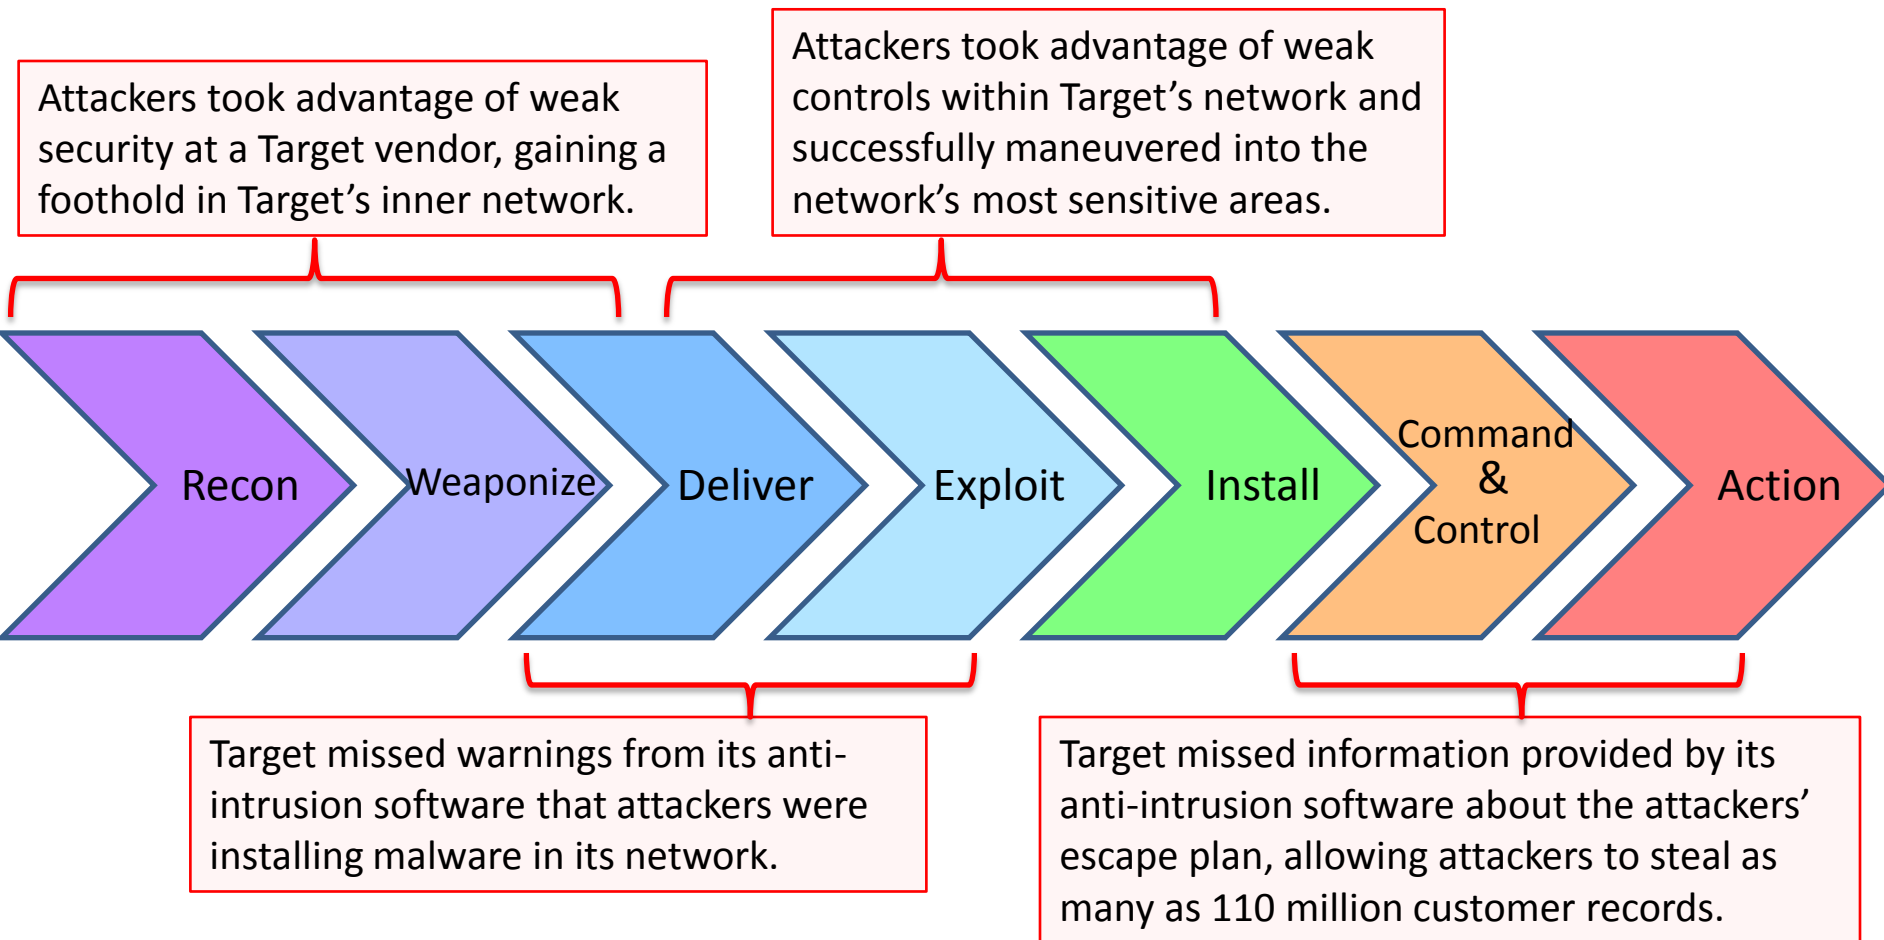 Attackers took advantage of weak
security at a Target vendor, gaining a
foothold in Target’s inner network.
Attackers took advantage of weak
controls within Target’s network and
successfully maneuvered into the
network’s most sensitive areas.
Recon
Weaponize
Deliver
Exploit
Install
Command
&
Control
Action
Target missed warnings from its anti-
intrusion software that attackers were
installing malware in its network.
Target missed information provided by its
anti-intrusion software about the attackers’
escape plan, allowing attackers to steal as
many as 110 million customer records.